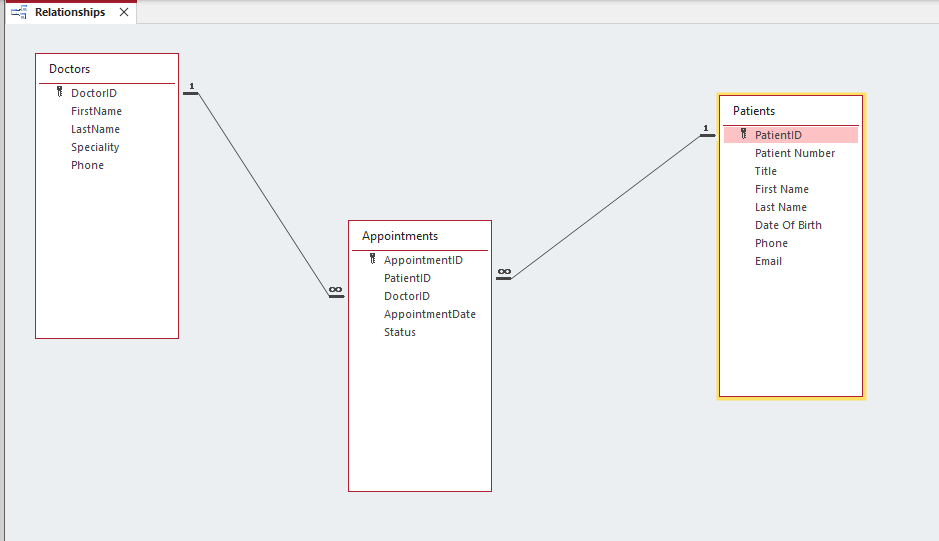 Relationships
Doctors
DoctorID
FirstName
LastName
Speciality
Phone
1
∞
Appointments
AppointmentID
PatientID
DoctorID
AppointmentDate
Status
∞
1
Patients
PatientID
Patient Number
Title
First Name
Last Name
Date Of Birth
Phone
Email